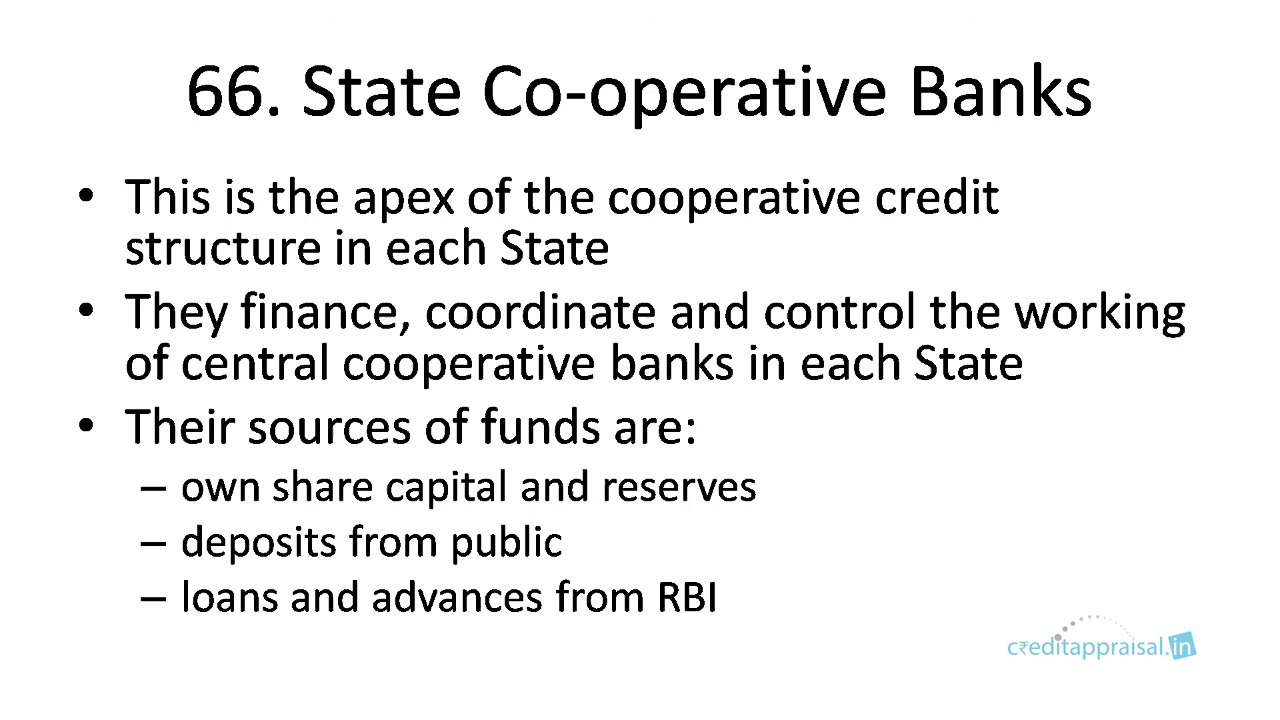 66. State Co-operative Banks
• This is the apex of the cooperative credit
structure in each State
• They finance, coordinate and control the working
of central cooperative banks in each State
• Their sources of funds are:
– own share capital and reserves
– deposits from public
– loans and advances from RBI
c₹editappraisal.in